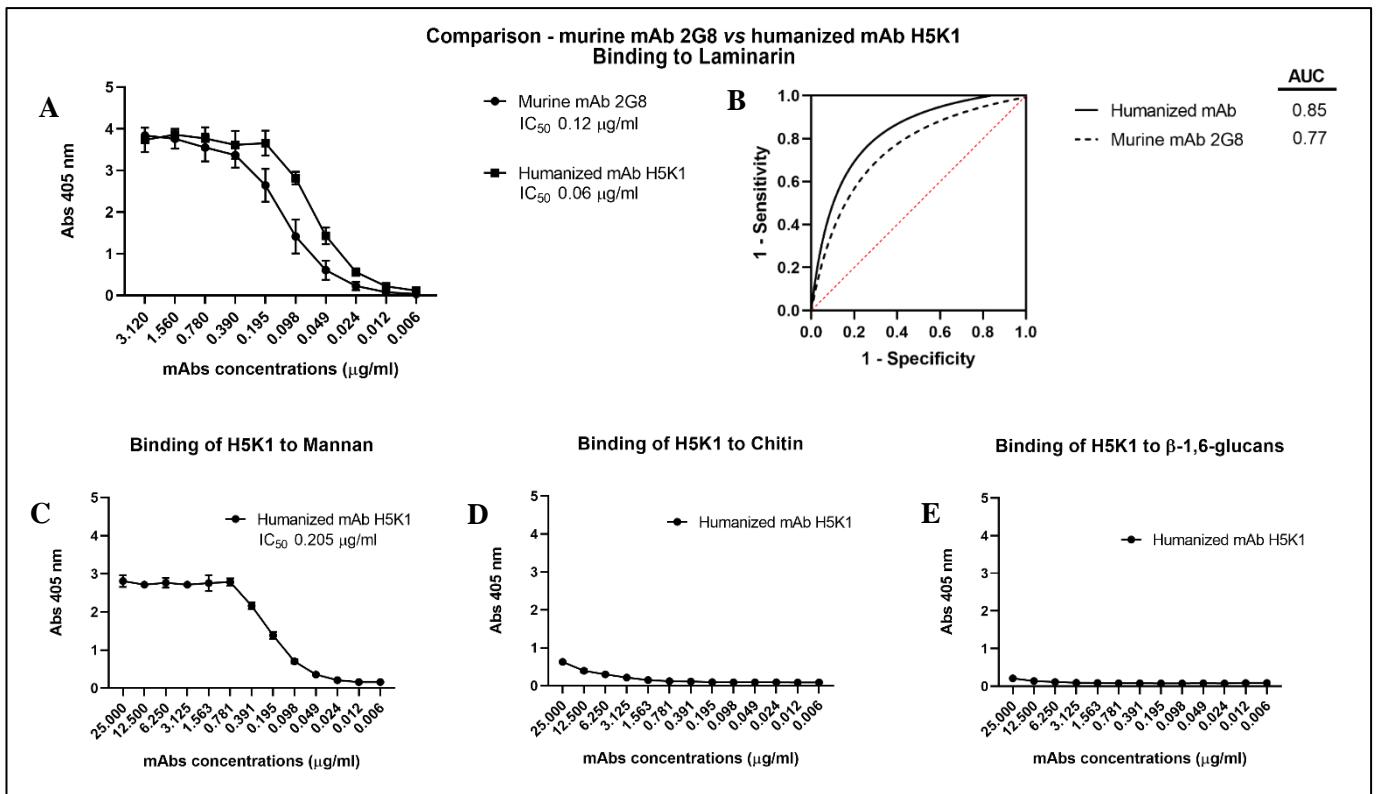 Comparison - murine mAb 2G8 vs humanized mAb H5K1
Binding to Laminarin
A
5
4
3
2
1
0
Abs 405 nm
3.120
1.560
0.780
0.390
0.195
0.098
0.049
0.024
0.012
0.006
mAbs concentrations (μg/ml)
Murine mAb 2G8
IC50 0.12 μg/ml
Humanized mAb H5K1
IC50 0.06 μg/ml
B
1.0
0.8
0.6
0.4
0.2
0.0
1 - Sensitivity
0.0 0.2 0.4 0.6 0.8 1.0
1 - Specificity
AUC
Humanized mAb 0.85
Murine mAb 2G8 0.77
Binding of H5K1 to Mannan
C
5
4
3
2
1
0
Abs 405 nm
Humanized mAb H5K1
IC50 0.205 μg/ml
25.000
12.500
6.250
3.125
1.563
0.781
0.391
0.195
0.098
0.049
0.024
0.012
0.006
mAbs concentrations (μg/ml)
Binding of H5K1 to Chitin
D
5
4
3
2
1
0
Abs 405 nm
Humanized mAb H5K1
25.000
12.500
6.250
3.125
1.563
0.781
0.391
0.195
0.098
0.049
0.024
0.012
0.006
mAbs concentrations (μg/ml)
Binding of H5K1 to β-1,6-glucans
E
5
4
3
2
1
0
Abs 405 nm
Humanized mAb H5K1
25.000
12.500
6.250
3.125
1.563
0.781
0.391
0.195
0.098
0.049
0.024
0.012
0.006
mAbs concentrations (μg/ml)